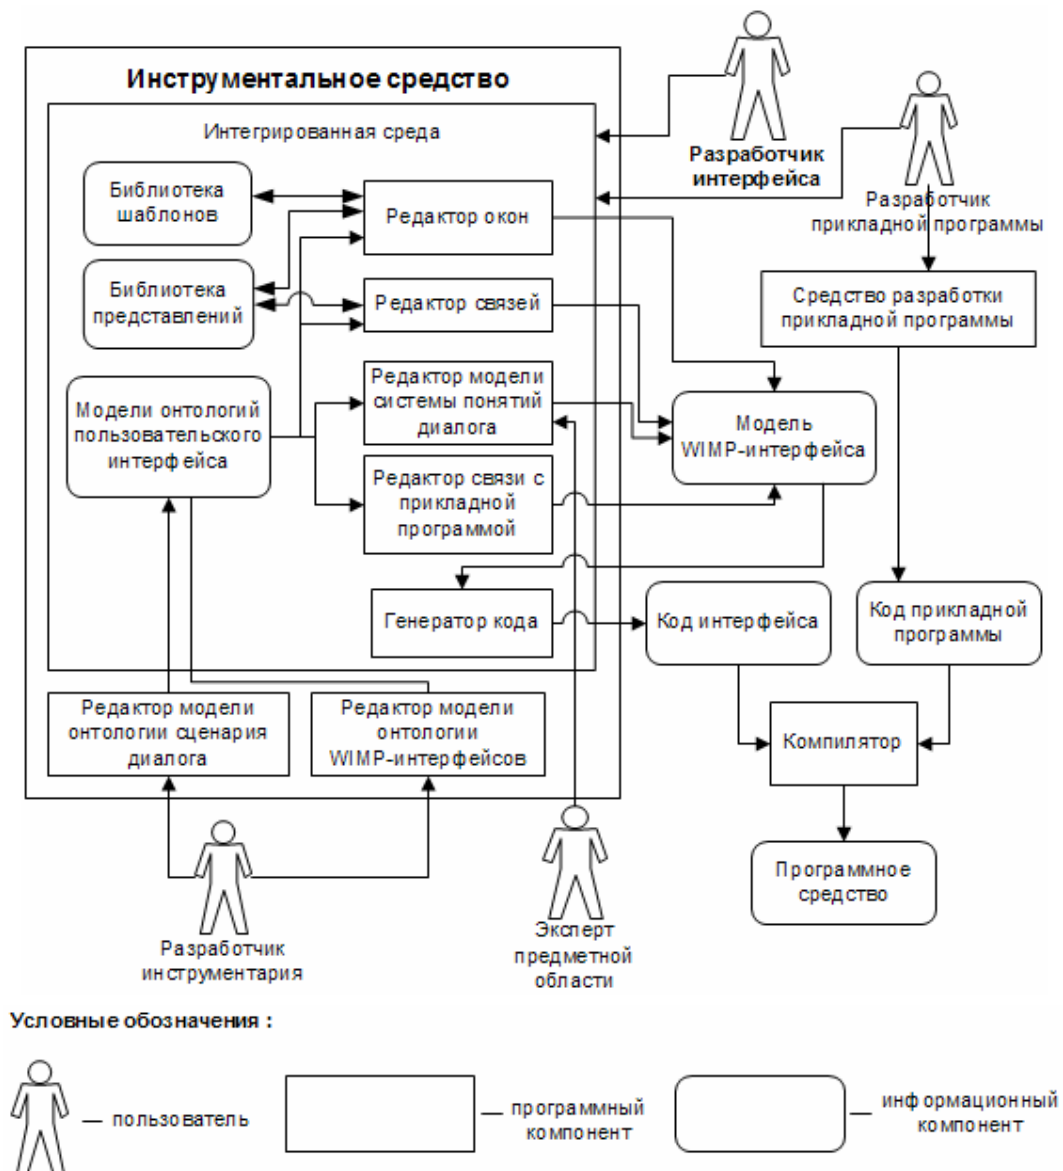 Инструментальное средство
Интегрированная среда
Библиотека
шаблонов
Редактор окон
Библиотека
представлений
Редактор связей
Модели онтологий
пользовательского
интерфейса
Редактор модели
системы понятий
диалога
Редактор связи с
прикладной
программой
Генератор кода
Редактор модели
онтологии сценария
диалога
Редактор модели
онтологии
WIMP-интерфейсов
Разработчик
интерфейса
Разработчик
прикладной программы
Средство разработки
прикладной программы
Модель
WIMP-интерфейса
Код интерфейса
Код прикладной
программы
Компилятор
Программное
средство
Разработчик
инструментария
Эксперт
предметной
области
Условные обозначения :
— пользователь
— программный
компонент
— информационный
компонент